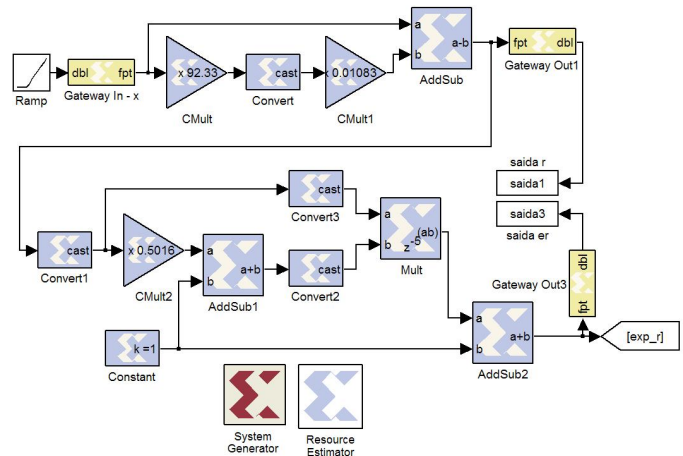 Ramp
dbl fpt
Gateway In - x
x 92.33
CMult
cast
Convert
x 0.01083
CMult1
a
b
a-b
AddSub
fpt dbl
Gateway Out1
saida r
saida1
saida3
saida er
cast
Convert1
x 0.5016
CMult2
a
b
a+b
AddSub1
cast
Convert3
cast
Convert2
a
b
(ab)
z-5
Mult
k =1
Constant
a
b
a+b
AddSub2
Gateway Out3
dbl
fpt
[exp_r]
System
Generator
Resource
Estimator